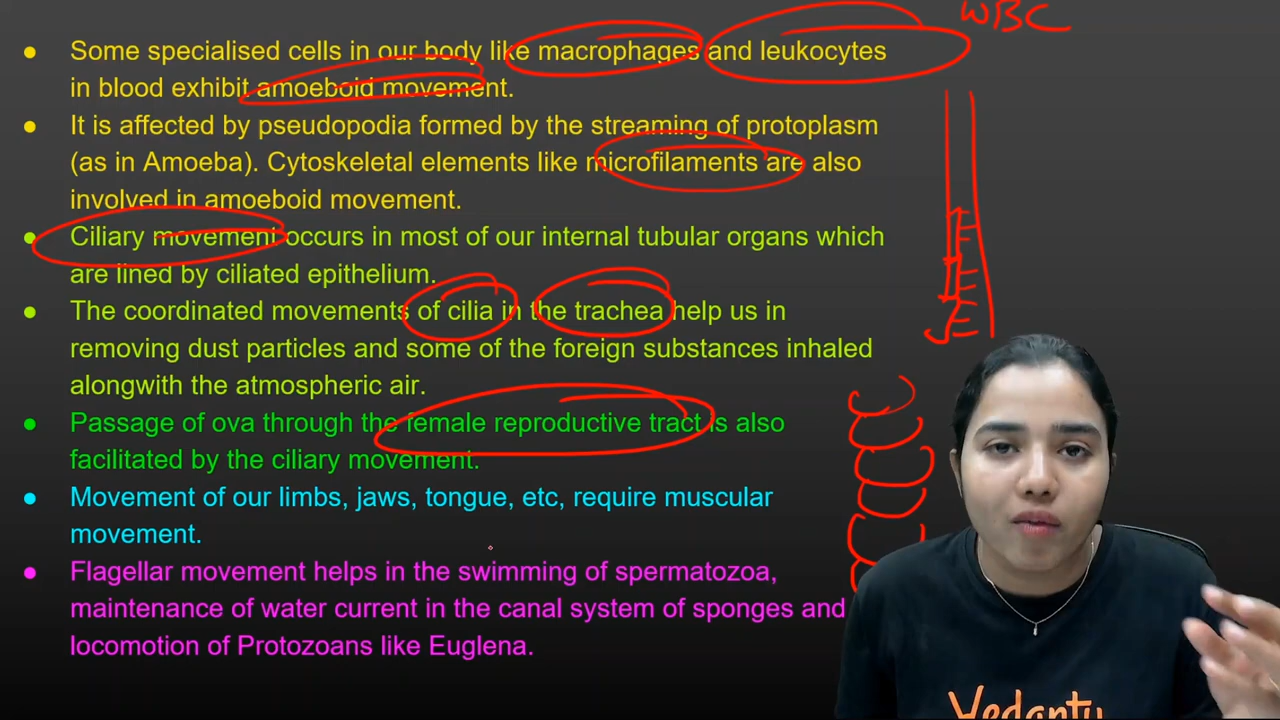 WBC
● Some specialised cells in our body like macrophages and leukocytes
in blood exhibit amoeboid movement.
● It is affected by pseudopodia formed by the streaming of protoplasm
(as in Amoeba). Cytoskeletal elements like microfilaments are also
involved in amoeboid movement.
● Ciliary movement occurs in most of our internal tubular organs which
are lined by ciliated epithelium.
● The coordinated movements of cilia in the trachea help us in
removing dust particles and some of the foreign substances inhaled
alongwith the atmospheric air.
● Passage of ova through the female reproductive tract is also
facilitated by the ciliary movement.
● Movement of our limbs, jaws, tongue, etc, require muscular
movement.
● Flagellar movement helps in the swimming of spermatozoa,
maintenance of water current in the canal system of sponges and
locomotion of Protozoans like Euglena.
Vedantu